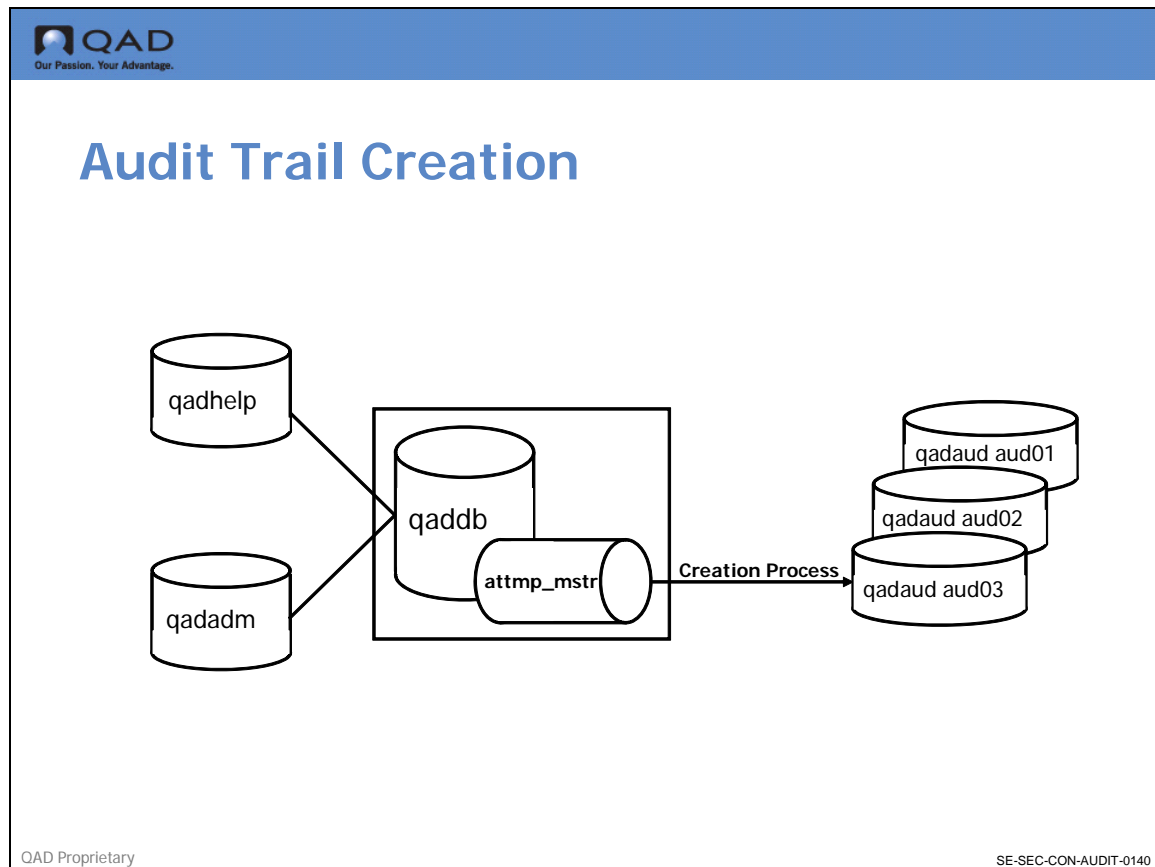 QAD
Our Passion. Your Advantage.
Audit Trail Creation
qadhelp
qadadm
qaddb
attmp_mstr
Creation Process
qadaud aud01
qadaud aud02
qadaud aud03
QAD Proprietary
SE-SEC-CON-AUDIT-0140